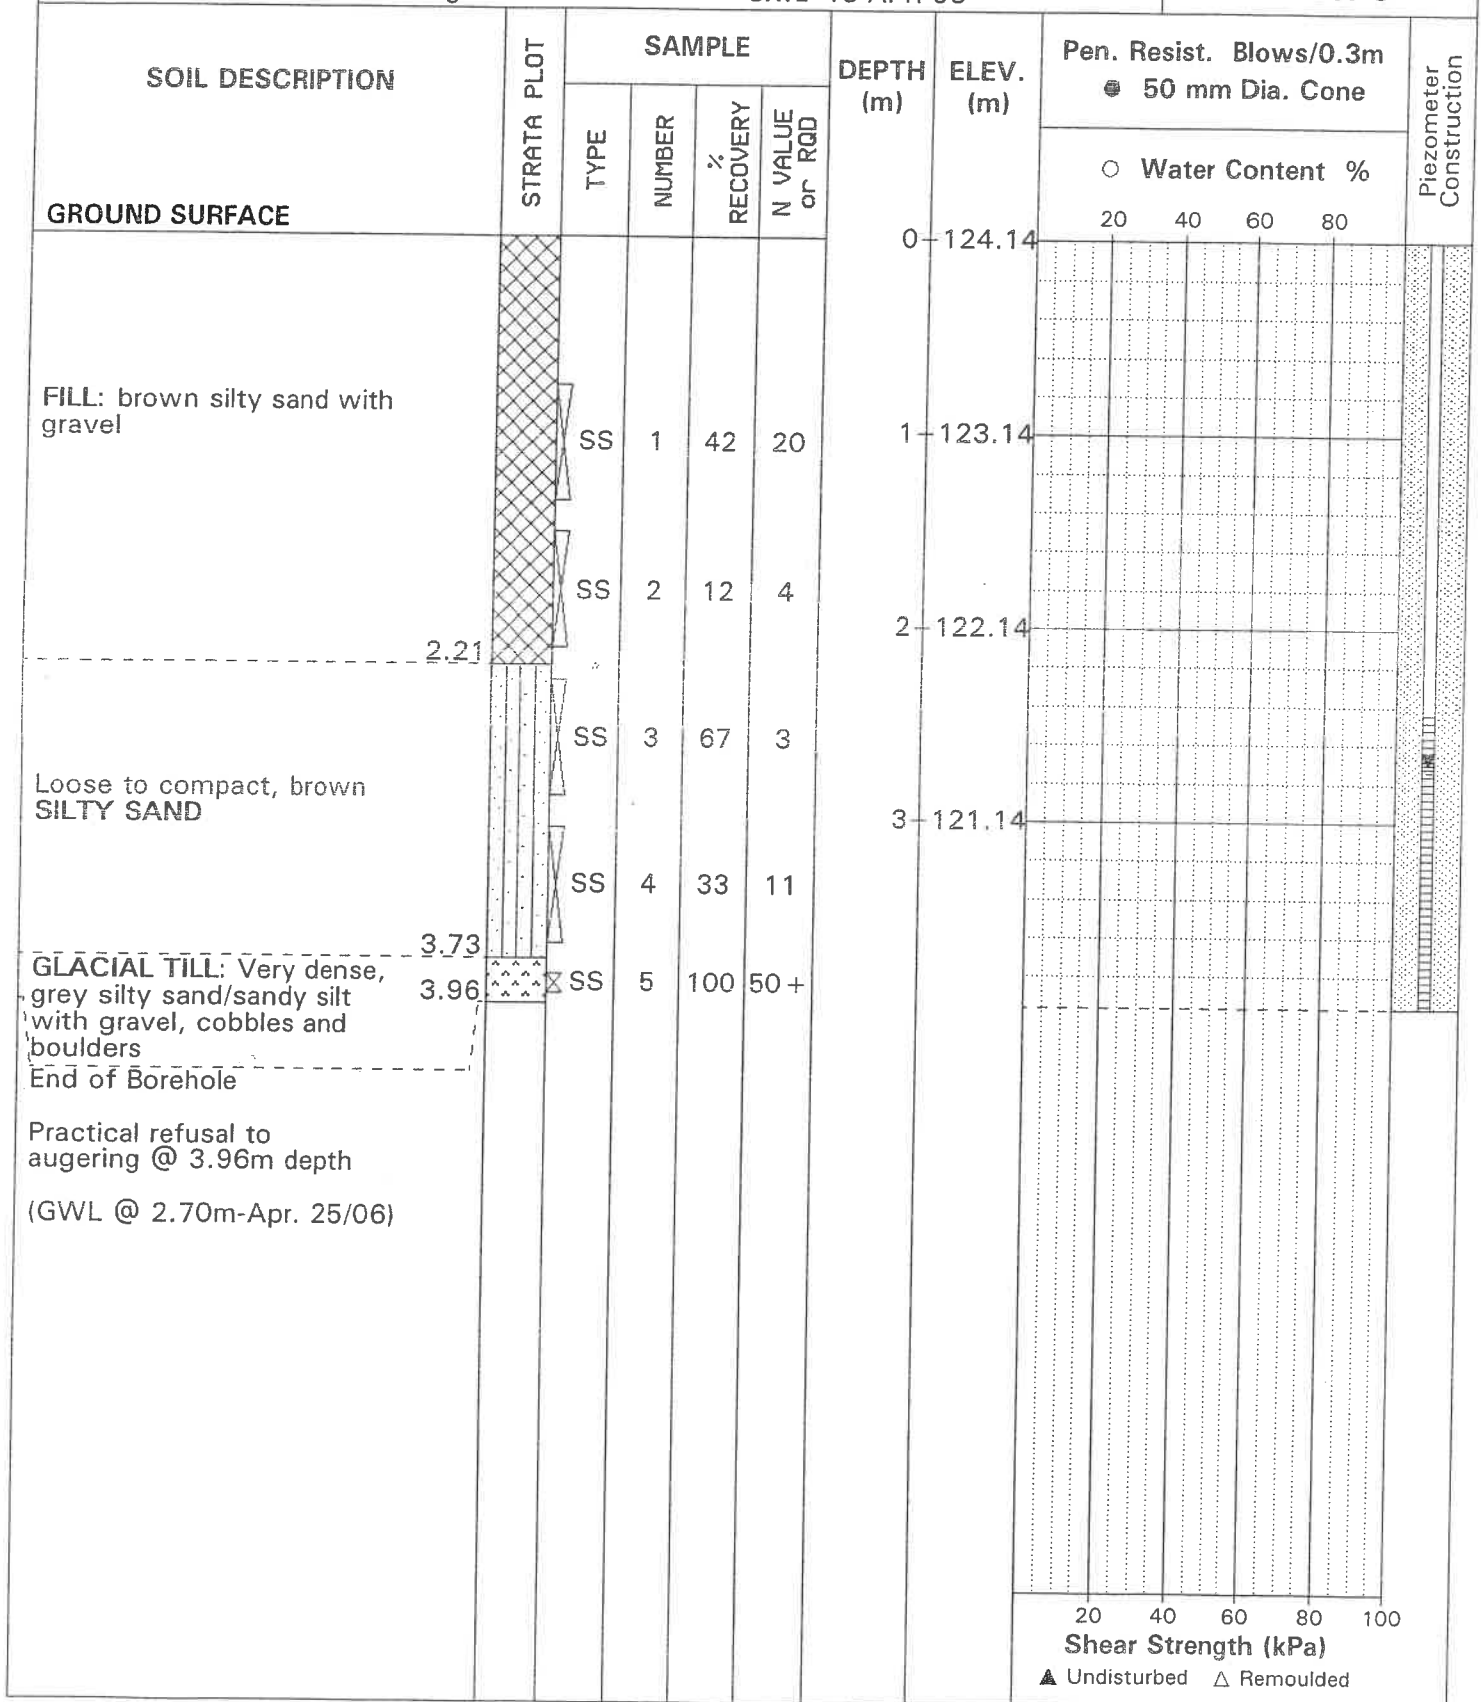 SOIL DESCRIPTION
GROUND SURFACE
STRATA PLOT
SAMPLE
TYPE
NUMBER
%
RECOVERY
N VALUE
or RQD
DEPTH
(m)
ELEV.
(m)
Pen. Resist. Blows/0.3m
50 mm Dia. Cone
Water Content %
20 40 60 80
Piezometer
Construction
0 124.14
FILL: brown silty sand with
gravel
SS 1 42 20
1 123.14
SS 2 12 4
2 122.14
2.21
SS 3 67 3
Loose to compact, brown
SILTY SAND
3 121.14
SS 4 33 11
3.73
GLACIAL TILL: Very dense,
grey silty sand/sandy silt
with gravel, cobbles and
boulders
3.96
SS 5 100 50+
End of Borehole
Practical refusal to
augering @ 3.96m depth
(GWL @ 2.70m-Apr. 25/06)
20 40 60 80 100
Shear Strength (kPa)
▲ Undisturbed △ Remoulded